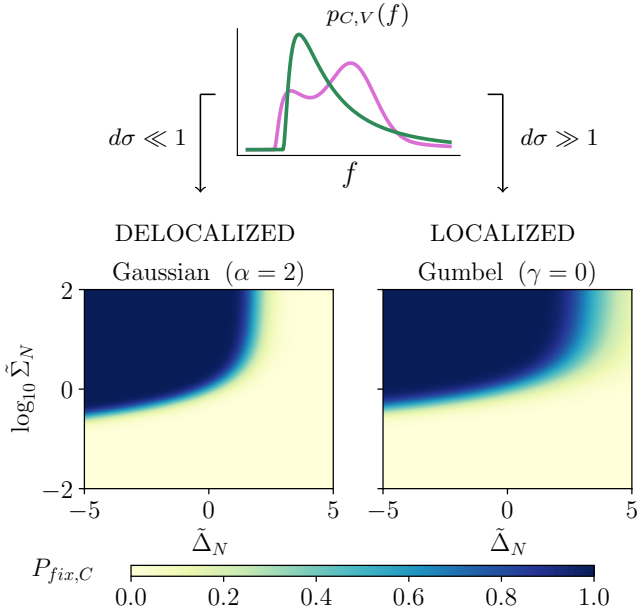 p_{C,V}(f)
dσ ≪ 1
dσ ≫ 1
f
DELOCALIZED
LOCALIZED
Gaussian (α = 2)
Gumbel (γ = 0)
log₁₀ Σ̃_N
2
0
−2
−5
0
5
−5
0
5
Δ̃_N
Δ̃_N
P_{fix,C}
0.0
0.2
0.4
0.6
0.8
1.0